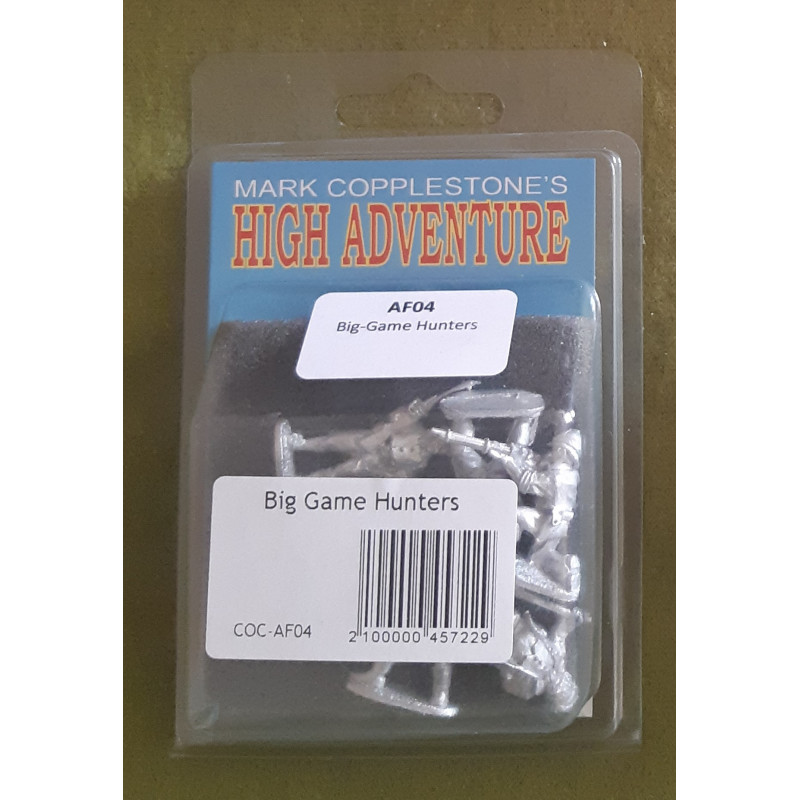 MARK COPPLESTONE'S
HIGH ADVENTURE
AF04
Big-Game Hunters
Big Game Hunters
COC-AF04
2 100000 457229